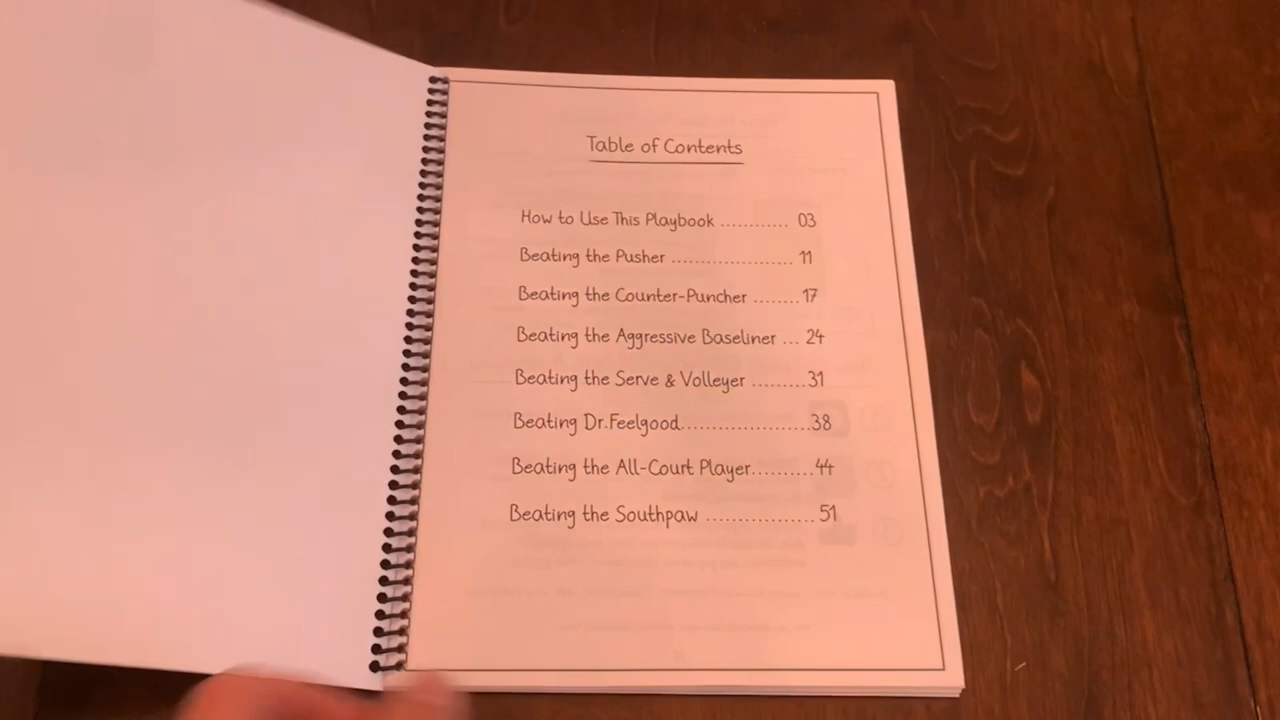 Table of Contents
How to Use This Playbook ............ 03
Beating the Pusher ...................... 11
Beating the Counter-Puncher ........ 17
Beating the Aggressive Baseliner ... 24
Beating the Serve & Volleyer ......... 31
Beating Dr.Feelgood...................... 38
Beating the All-Court Player.......... 44
Beating the Southpaw ................. 51